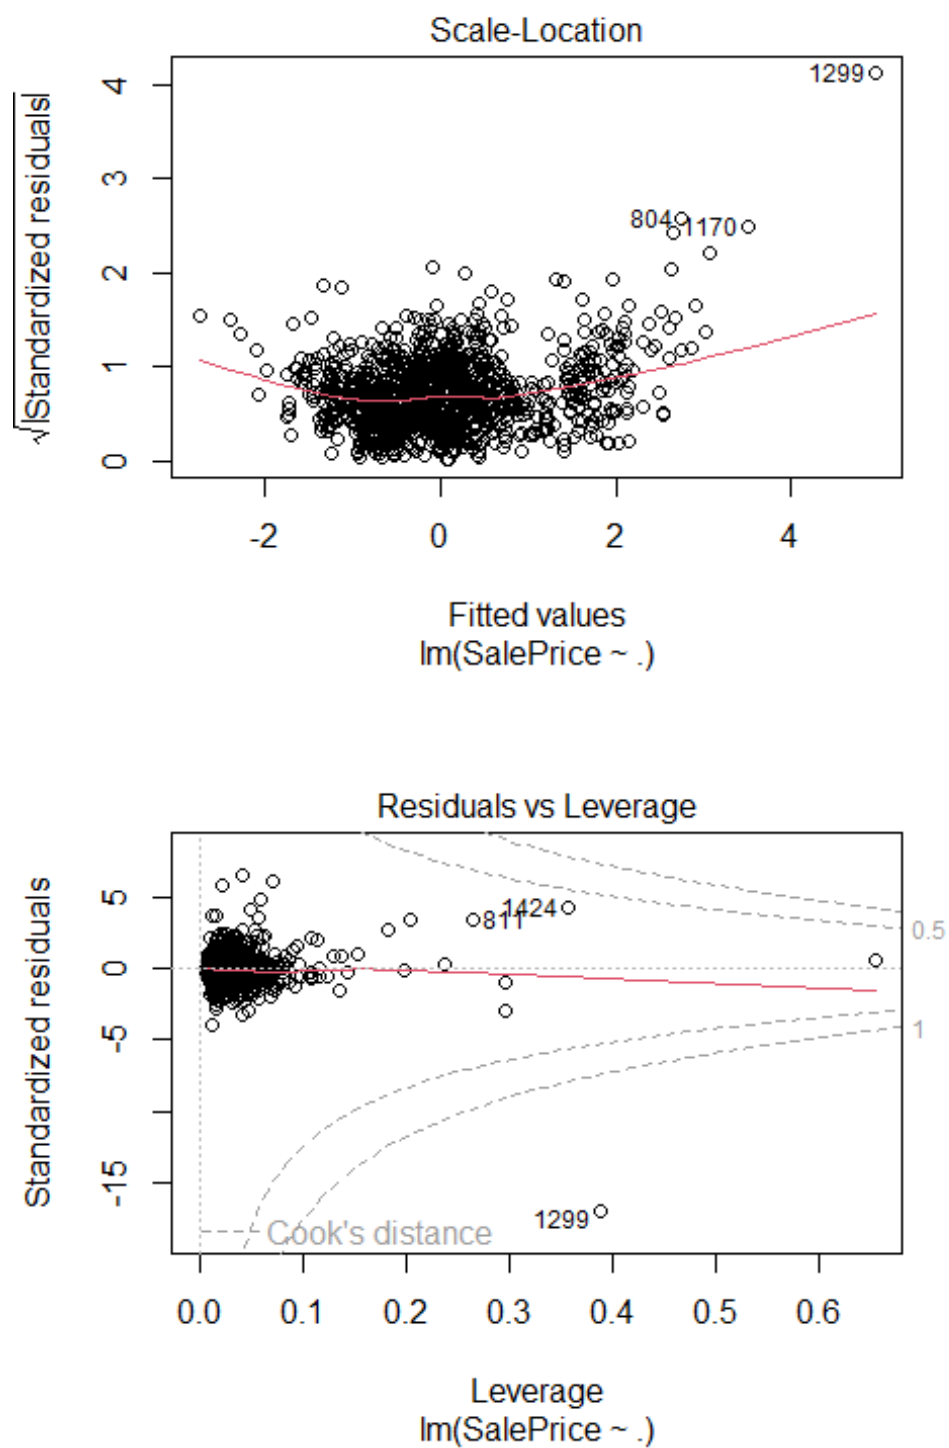 Scale-Location
√|Standardized residuals|
4
3
2
1
0
1299
804
1170
-2 0 2 4
Fitted values
lm(SalePrice ~ .)
Residuals vs Leverage
Standardized residuals
5
0
-5
-15
1424
811
0.5
1
1299
Cook's distance
0.0 0.1 0.2 0.3 0.4 0.5 0.6
Leverage
lm(SalePrice ~ .)